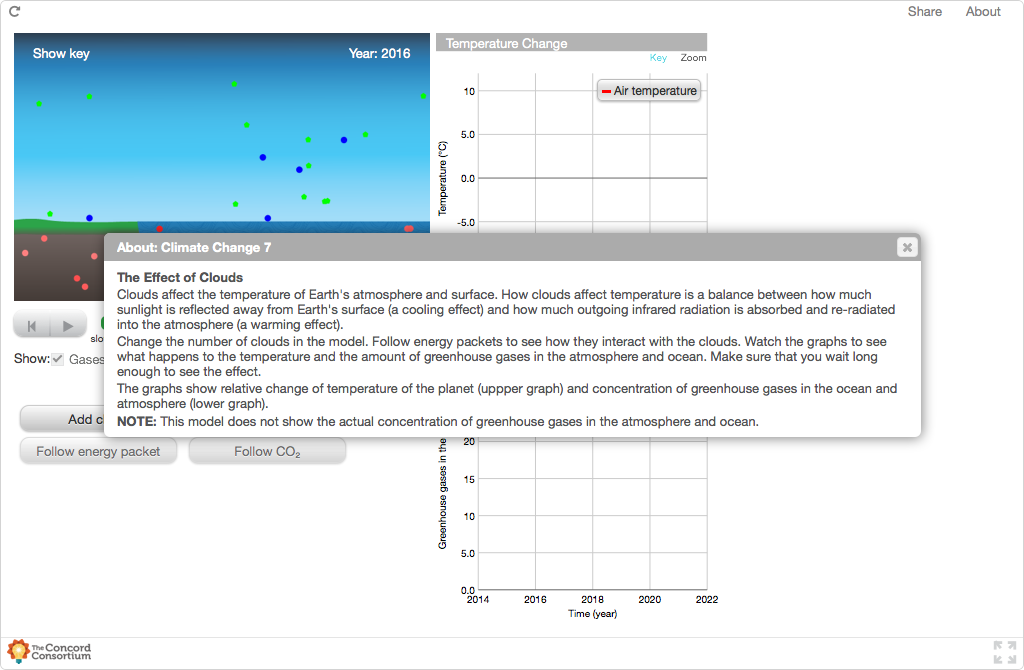 Share About
Show key Year: 2016
Temperature Change
Key Zoom
Air temperature
10
5.0
0.0
-5.0
Temperature (°C)
About: Climate Change 7
The Effect of Clouds
Clouds affect the temperature of Earth's atmosphere and surface. How clouds affect temperature is a balance between how much
sunlight is reflected away from Earth's surface (a cooling effect) and how much outgoing infrared radiation is absorbed and re-radiated
into the atmosphere (a warming effect).
Change the number of clouds in the model. Follow energy packets to see how they interact with the clouds. Watch the graphs to see
what happens to the temperature and the amount of greenhouse gases in the atmosphere and ocean. Make sure that you wait long
enough to see the effect.
The graphs show relative change of temperature of the planet (uppper graph) and concentration of greenhouse gases in the ocean and
atmosphere (lower graph).
NOTE: This model does not show the actual concentration of greenhouse gases in the atmosphere and ocean.
slo
Show: Gases
Add c
Follow energy packet Follow CO₂
20
15
10
5.0
0.0
Greenhouse gases in the
2014 2016 2018 2020 2022
Time (year)
The Concord
Consortium